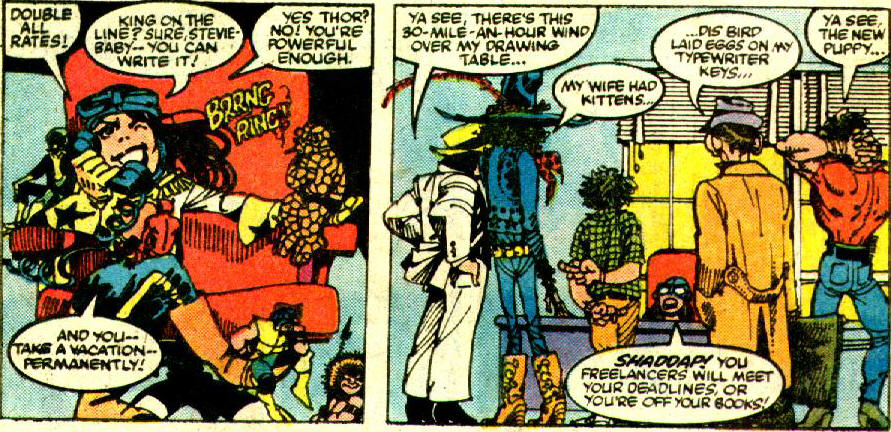 DOUBLE
ALL
RATES!
KING ON THE
LINE? SURE, STEVIE-
BABY-- YOU CAN
WRITE IT!
YES THOR?
NO! YOU'RE
POWERFUL
ENOUGH.
BRRNG
RING!
AND YOU--
TAKE A VACATION--
PERMANENTLY!
YA SEE, THERE'S THIS
30-MILE-AN-HOUR WIND
OVER MY DRAWING
TABLE...
MY WIFE HAD
KITTENS...
...DIS BIRD
LAID EGGS ON MY
TYPEWRITER
KEYS...
YA SEE,
THE NEW
PUPPY...
SHADDAP! YOU
FREELANCERS WILL MEET
YOUR DEADLINES, OR
YOU'RE OFF YOUR BOOKS!